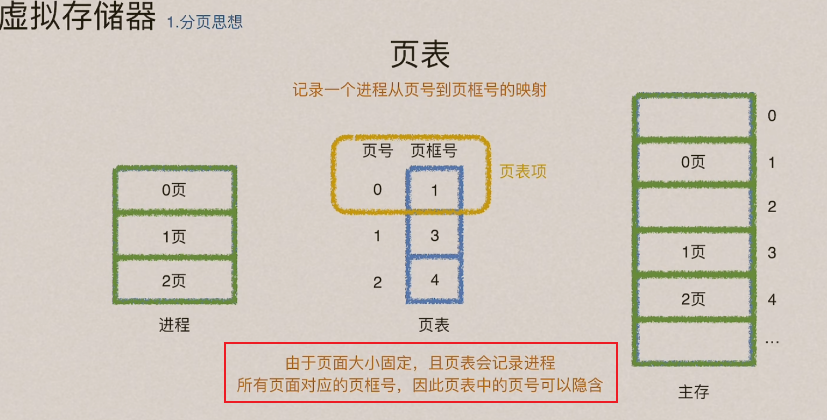 虚拟存储器 1.分页思想
页表
记录一个进程从页号到页框号的映射
页号 页框号
0 1
页表项
1 3
2 4
页表
0页
1页
2页
进程
0
0页 1
2
1页 3
2页 4
...
主存
由于页面大小固定，且页表会记录进程
所有页面对应的页框号，因此页表中的页号可以隐含